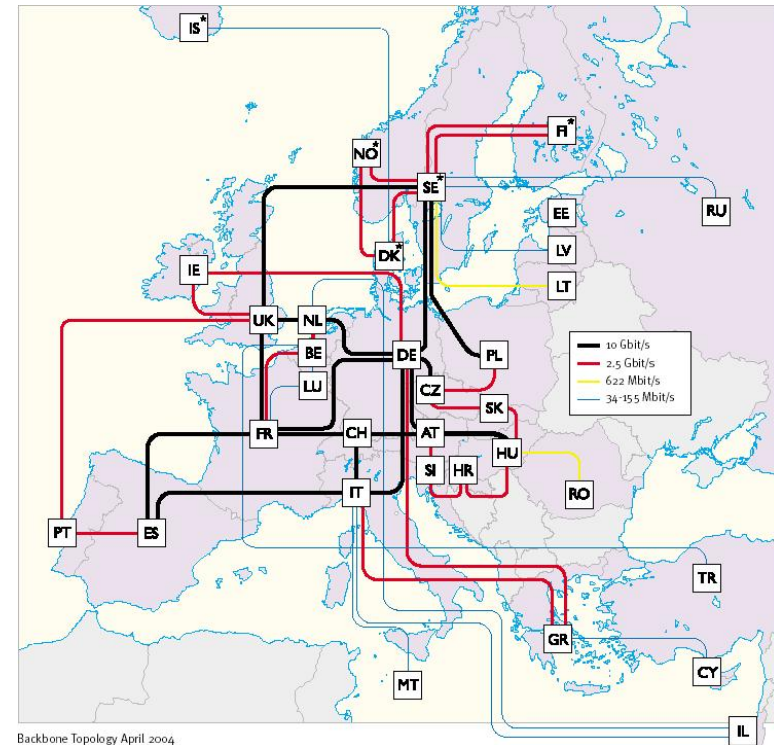 IS*
FI*
NO*
SE*
RU
EE
DK*
LV
IE
LT
UK
NL
10 Gbit/s
2.5 Gbit/s
622 Mbit/s
34-155 Mbit/s
BE
DE
PL
LU
CZ
SK
FR
CH
AT
HU
SI
HR
IT
RO
PT
ES
TR
GR
CY
MT
IL
Backbone Topology April 2004